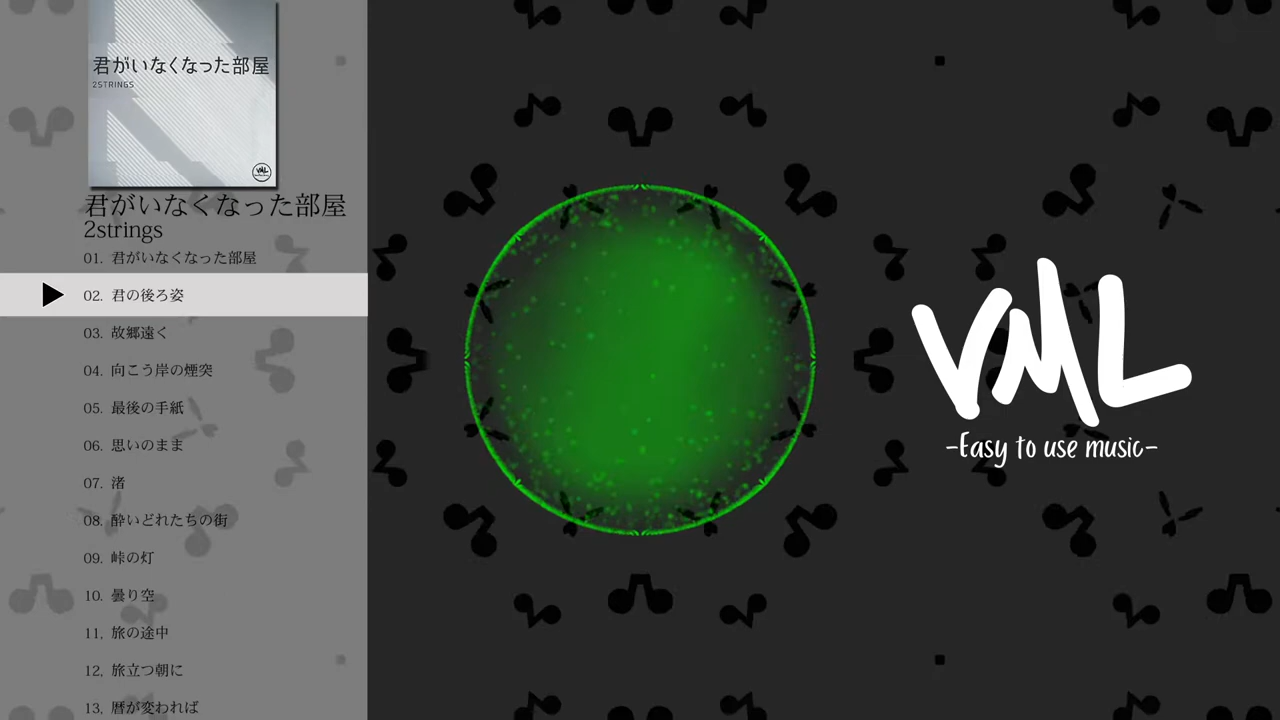 君がいなくなった部屋
2STRINGS
VML
君がいなくなった部屋
2strings
01. 君がいなくなった部屋
02. 君の後ろ姿
03. 故郷遠く
04. 向こう岸の煙突
05. 最後の手紙
06. 思いのまま
07. 渚
08. 酔いどれたちの街
09. 峠の灯
10. 曇り空
11. 旅の途中
12. 旅立つ朝に
13. 暦が変われば
VML
-Easy to use music-